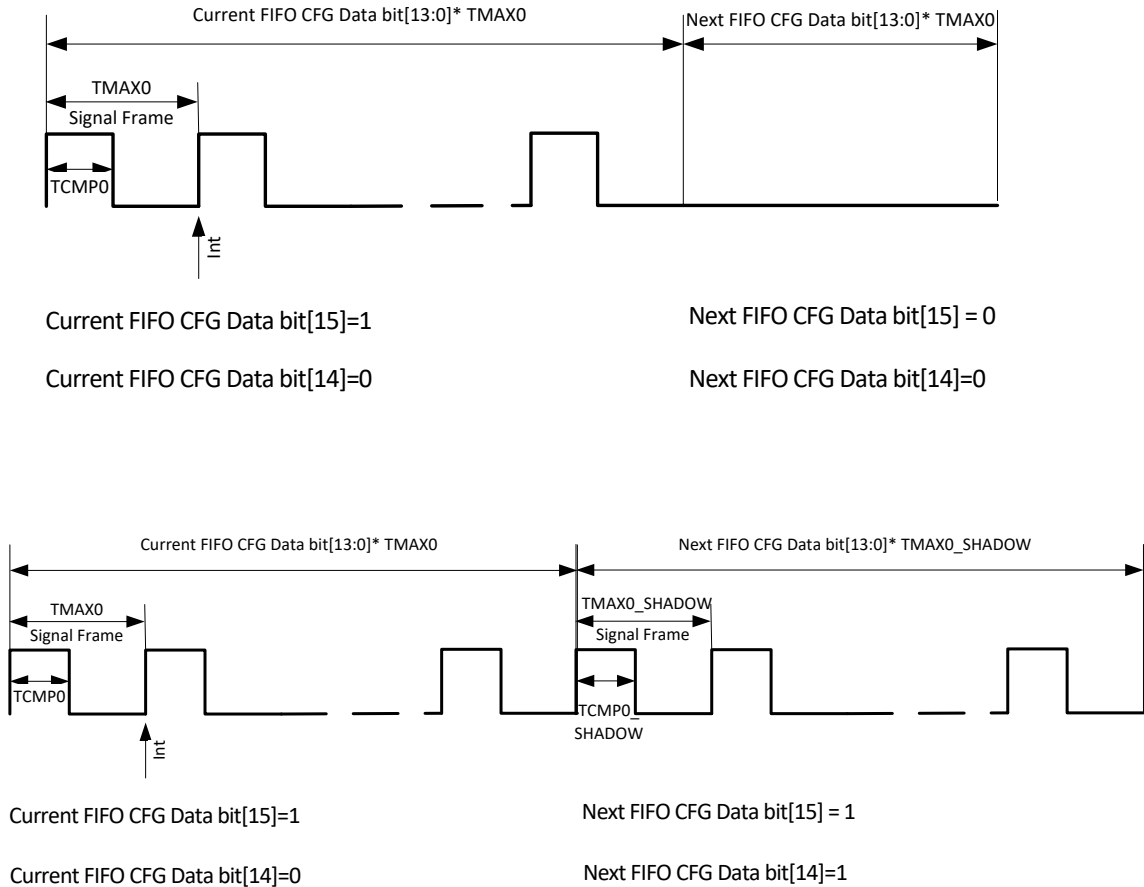 Current FIFO CFG Data bit[13:0]* TMAX0
Next FIFO CFG Data bit[13:0]* TMAX0
TMAX0
Signal Frame
TCMP0
Int
Current FIFO CFG Data bit[15]=1
Next FIFO CFG Data bit[15] = 0
Current FIFO CFG Data bit[14]=0
Next FIFO CFG Data bit[14]=0
Current FIFO CFG Data bit[13:0]* TMAX0
Next FIFO CFG Data bit[13:0]* TMAX0_SHADOW
TMAX0
Signal Frame
TCMP0
TMAX0_SHADOW
Signal Frame
TCMP0_
SHADOW
Int
Current FIFO CFG Data bit[15]=1
Next FIFO CFG Data bit[15] = 1
Current FIFO CFG Data bit[14]=0
Next FIFO CFG Data bit[14]=1